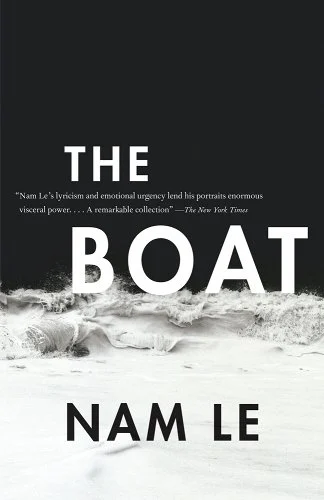 THE
“Nam Le’s lyricism and emotional urgency lend his portraits enormous
visceral power. . . . A remarkable collection” —The New York Times
BOAT
NAM LE